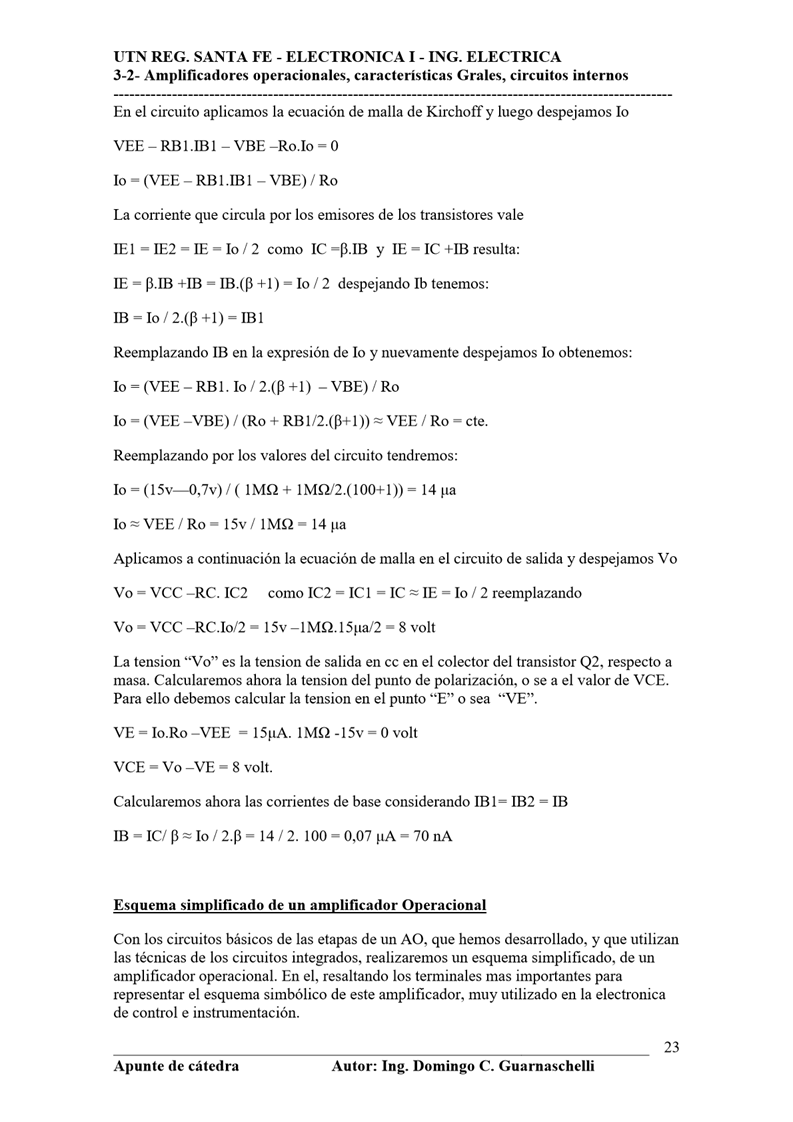 UTN REG. SANTA FE - ELECTRONICA I - ING. ELECTRICA
3-2- Amplificadores operacionales, características Grales, circuitos internos
---------------------------------------------------------------------------------------------------------
En el circuito aplicamos la ecuación de malla de Kirchoff y luego despejamos Io
VEE – RB1.IB1 – VBE –Ro.Io = 0
Io = (VEE – RB1.IB1 – VBE) / Ro
La corriente que circula por los emisores de los transistores vale
IE1 = IE2 = IE = Io / 2 como IC =β.IB y IE = IC +IB resulta:
IE = β.IB +IB = IB.(β +1) = Io / 2 despejando Ib tenemos:
IB = Io / 2.(β +1) = IB1
Reemplazando IB en la expresión de Io y nuevamente despejamos Io obtenemos:
Io = (VEE – RB1. Io / 2.(β +1) – VBE) / Ro
Io = (VEE –VBE) / (Ro + RB1/2.(β+1)) ≈ VEE / Ro = cte.
Reemplazando por los valores del circuito tendremos:
Io = (15v—0,7v) / ( 1MΩ + 1MΩ/2.(100+1)) = 14 μa
Io ≈ VEE / Ro = 15v / 1MΩ = 14 μa
Aplicamos a continuación la ecuación de malla en el circuito de salida y despejamos Vo
Vo = VCC –RC. IC2 como IC2 = IC1 = IC ≈ IE = Io / 2 reemplazando
Vo = VCC –RC.Io/2 = 15v –1MΩ.15μa/2 = 8 volt
La tension “Vo” es la tension de salida en cc en el colector del transistor Q2, respecto a
masa. Calcularemos ahora la tension del punto de polarización, o se a el valor de VCE.
Para ello debemos calcular la tension en el punto “E” o sea “VE”.
VE = Io.Ro –VEE = 15μA. 1MΩ -15v = 0 volt
VCE = Vo –VE = 8 volt.
Calcularemos ahora las corrientes de base considerando IB1= IB2 = IB
IB = IC/ β ≈ Io / 2.β = 14 / 2. 100 = 0,07 μA = 70 nA
Esquema simplificado de un amplificador Operacional
Con los circuitos básicos de las etapas de un AO, que hemos desarrollado, y que utilizan
las técnicas de los circuitos integrados, realizaremos un esquema simplificado, de un
amplificador operacional. En el, resaltando los terminales mas importantes para
representar el esquema simbólico de este amplificador, muy utilizado en la electronica
de control e instrumentación.
23
Apunte de cátedra Autor: Ing. Domingo C. Guarnaschelli